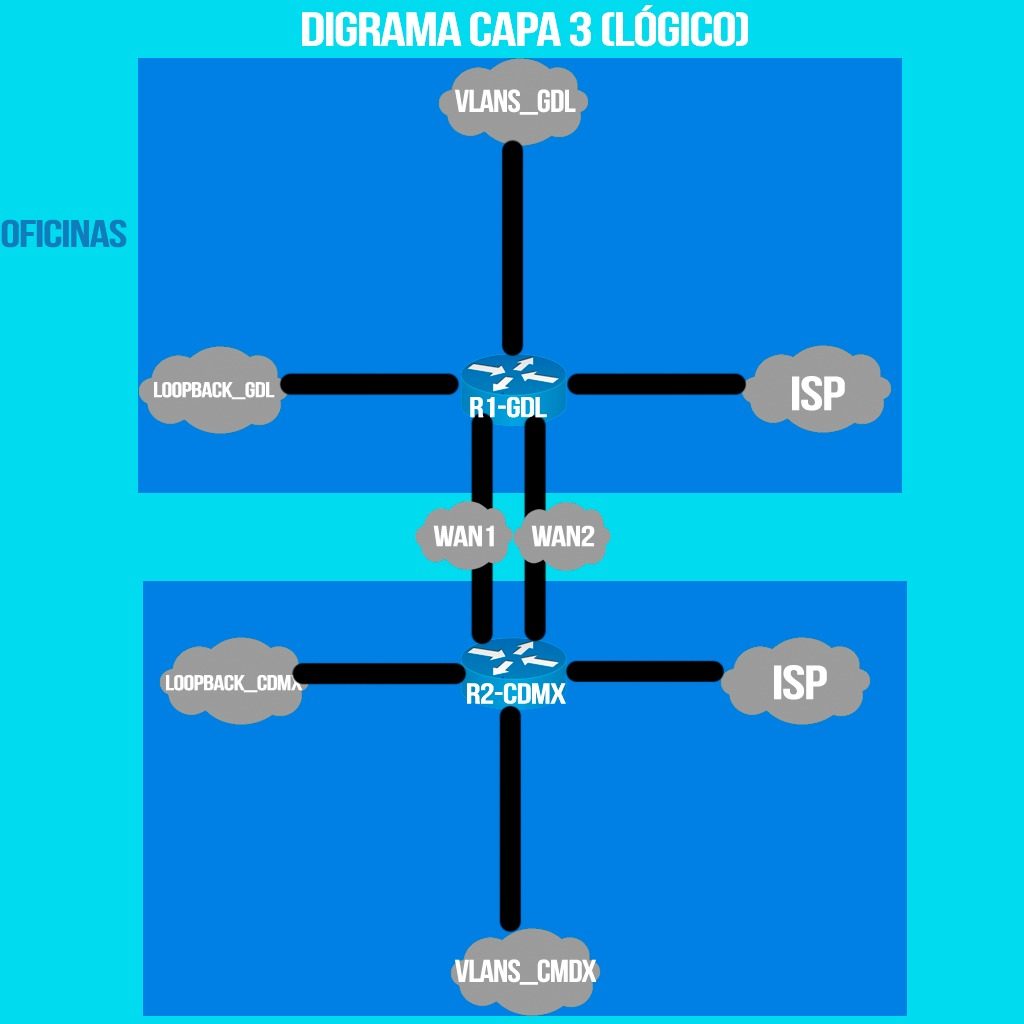 DIGRAMA CAPA 3 (LÓGICO)
VLANS_GDL
OFICINAS
LOOPBACK_GDL
ISP
R1-GDL
WAN1
WAN2
LOOPBACK_CDMX
ISP
R2-CDMX
VLANS_CMDX